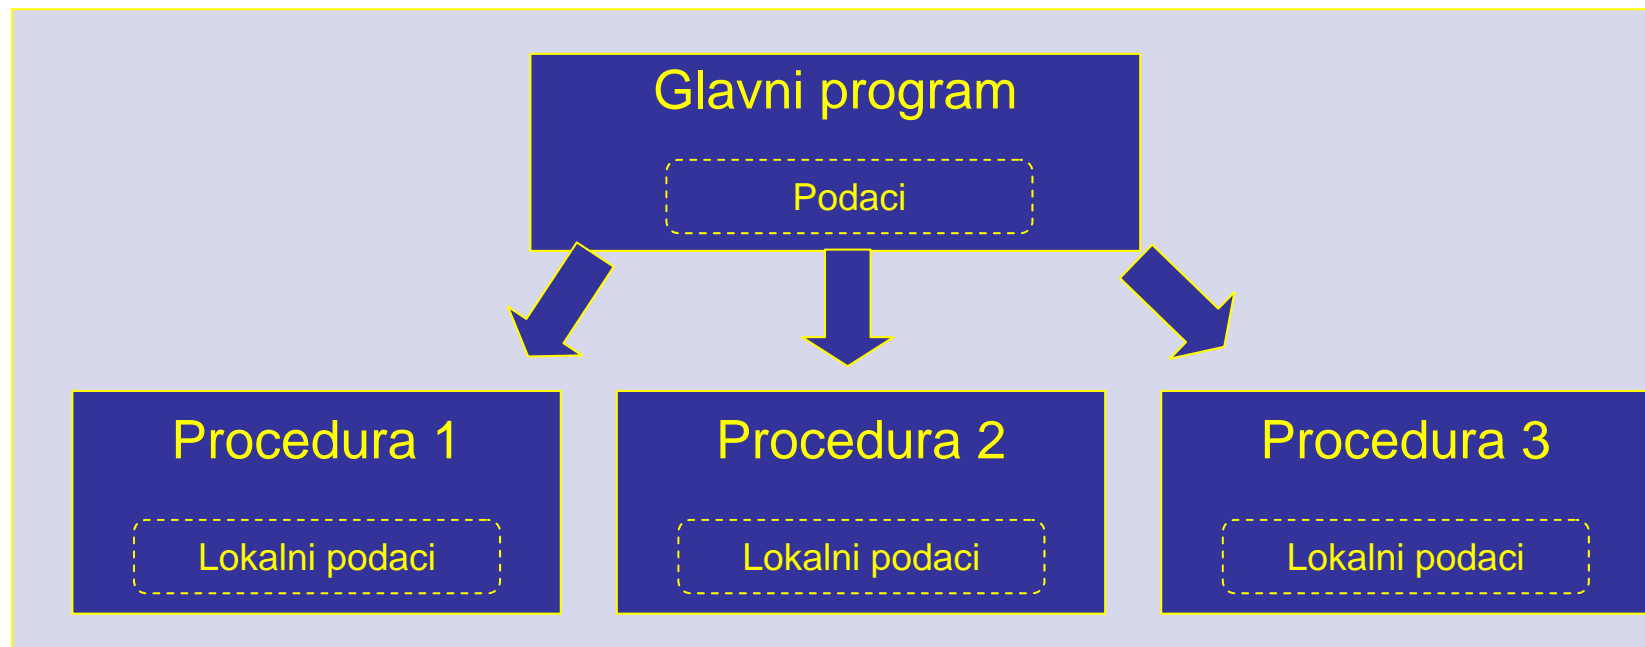 Glavni program
Podaci
Procedura 1
Procedura 2
Procedura 3
Lokalni podaci
Lokalni podaci
Lokalni podaci